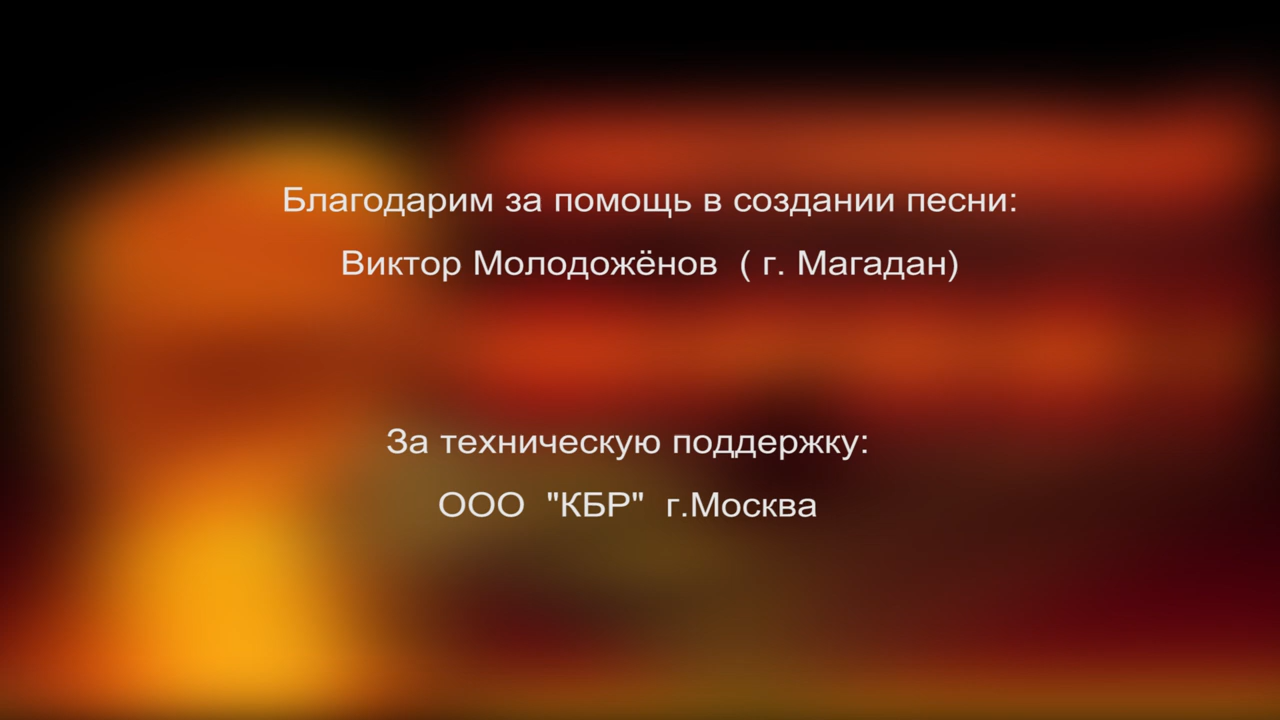 Благодарим за помощь в создании песни:
Виктор Молодожёнов ( г. Магадан)
За техническую поддержку:
ООО "КБР" г.Москва